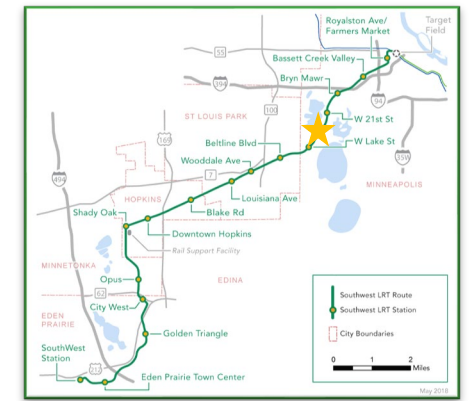 Royalston Ave/
Farmers Market
Target
Field
55
Bassett Creek Valley
394
Bryn Mawr
94
100
ST LOUIS PARK
W 21st St
169
Beltline Blvd
W Lake St
Wooddale Ave
35W
7
494
MINNEAPOLIS
HOPKINS
Louisiana Ave
Shady Oak
Blake Rd
Downtown Hopkins
Rail Support Facility
MINNETONKA
Opus
EDINA
62
City West
EDEN
PRAIRIE
Golden Triangle
SouthWest
Station
212
Eden Prairie Town Center
Southwest LRT Route
Southwest LRT Station
City Boundaries
0 1 2
Miles
May 2018